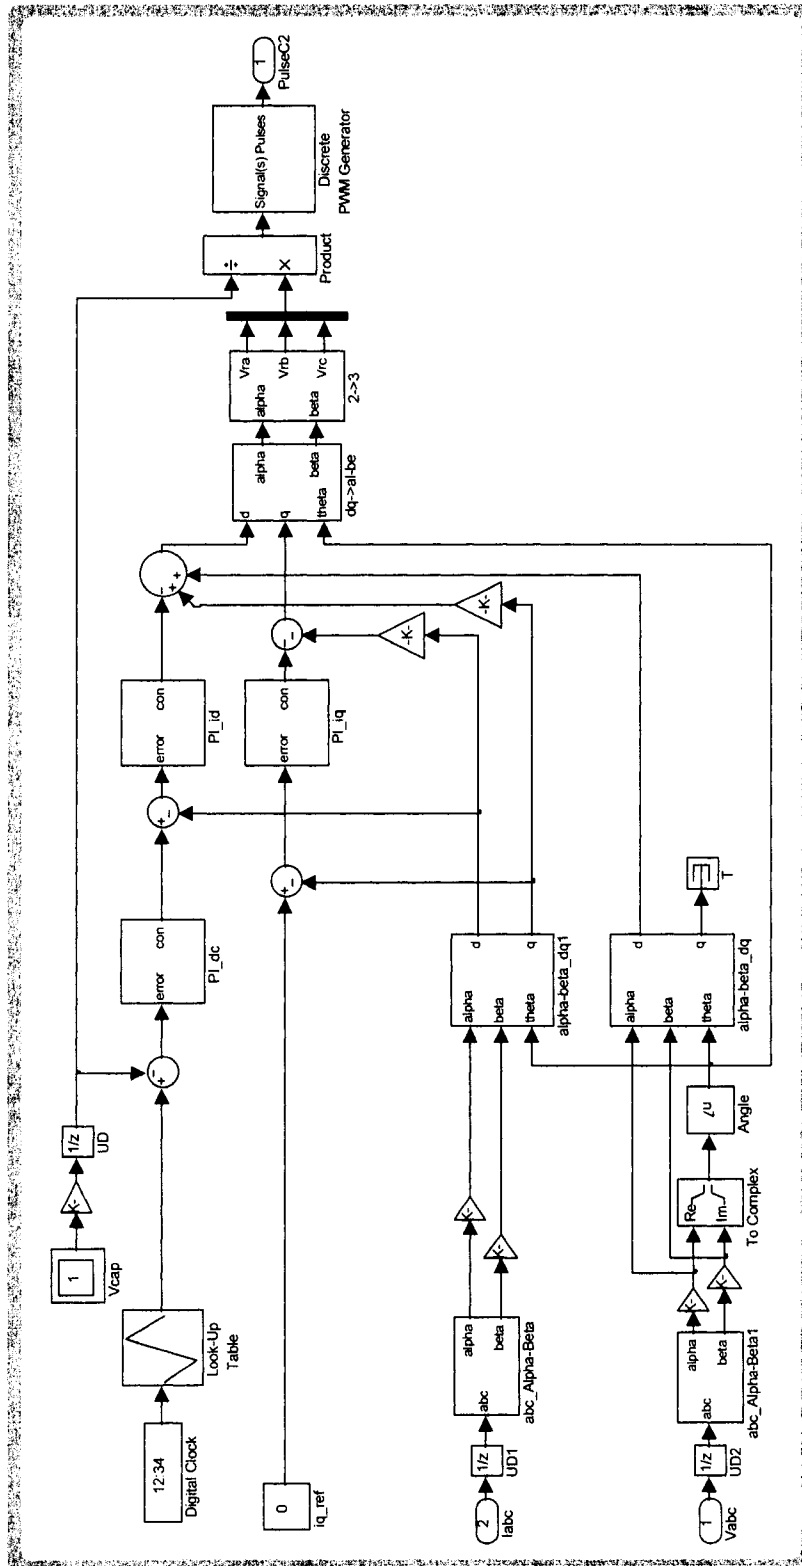 1
Vcap
K-
1/z
UD
12:34
Digital Clock
Look-Up
Table
+
-
error con
PI_dc
+
-
error con
PI_id
-
+
+
0
iq_ref
+
-
error con
PI_iq
-
-
-K-
-K-
d
q
theta
alpha
beta
dq->al-be
alpha
beta
Vra
Vrb
Vrc
2->3
÷
×
Product
Signal(s) Pulses
Discrete
PWM Generator
1
PulseC2
2
Iabc
1/z
UD1
abc
alpha
beta
abc_Alpha-Beta
K-
K-
alpha
beta
theta
d
q
alpha-beta_dq1
1
Vabc
1/z
UD2
abc
alpha
beta
abc_Alpha-Beta1
K-
K-
Re
Im
To Complex
∠u
Angle
alpha
beta
theta
d
q
alpha-beta_dq
T